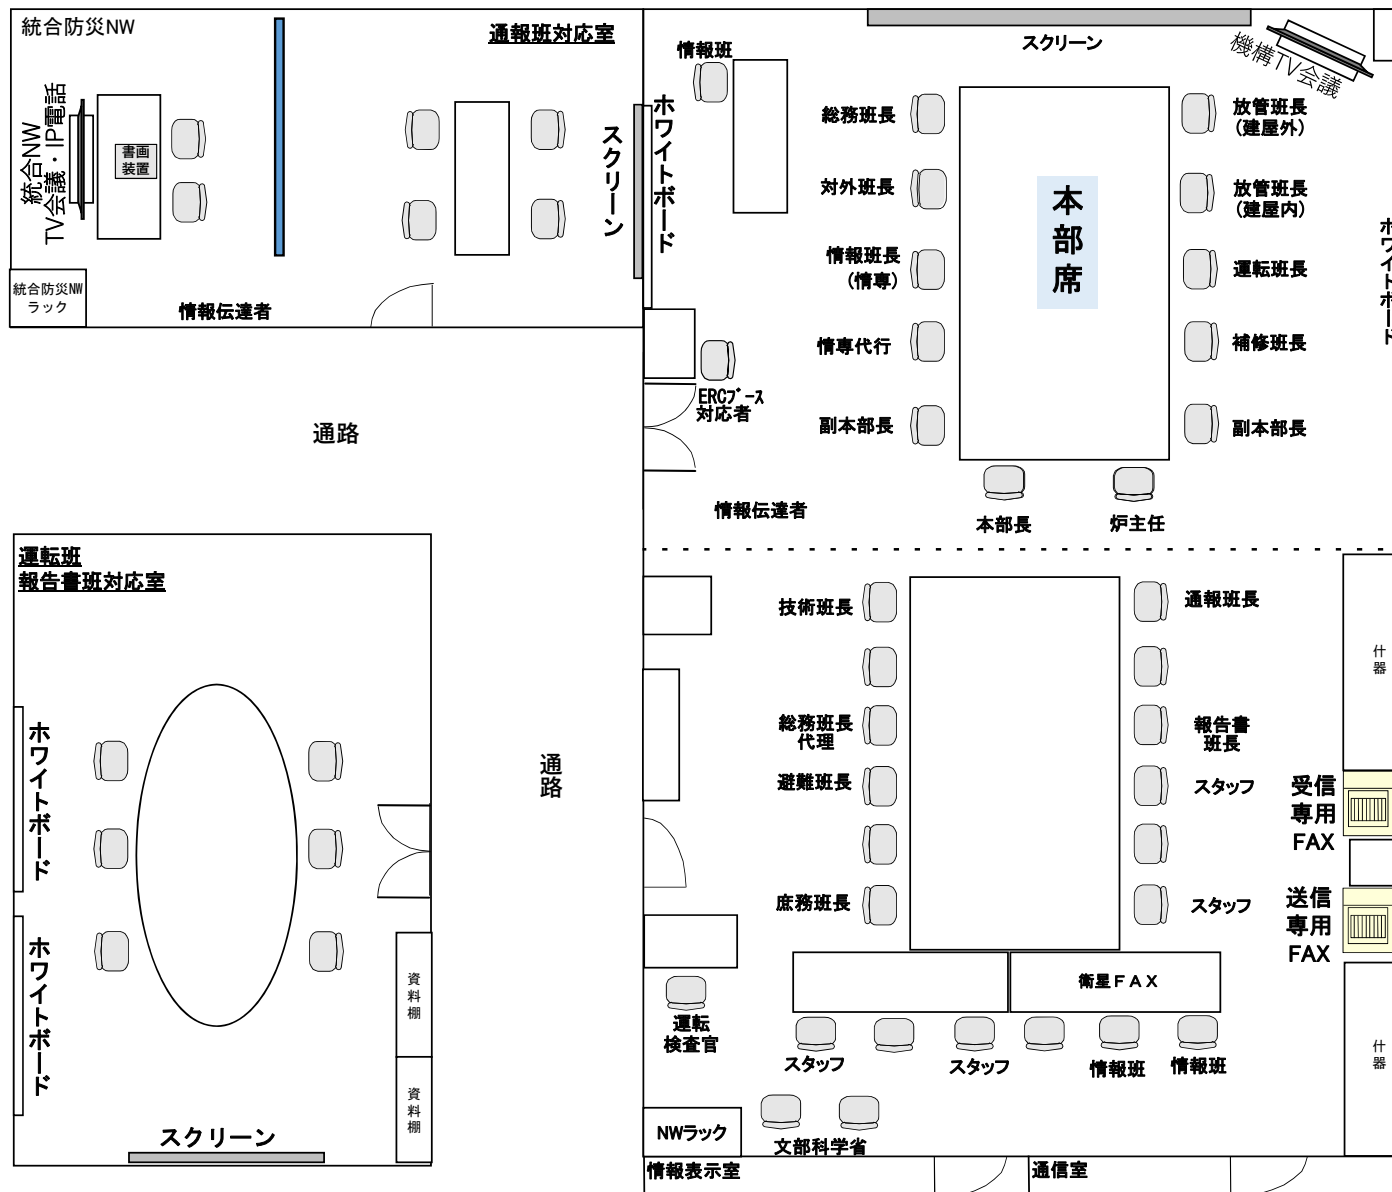 統合防災NW
通報班対応室
統合NW
TV会議・IP電話
書画
装置
スクリーン
統合防災NW
ラック
情報伝達者
ホワイトボード
情報班
スクリーン
機構TV会議
総務班長
対外班長
情報班長
(情専)
情専代行
副本部長
本部席
放管班長
(建屋外)
放管班長
(建屋内)
運転班長
補修班長
副本部長
ホワイトボード
ERCブース
対応者
本部長
炉主任
情報伝達者
通路
通路
運転班
報告書班対応室
ホワイトボード
ホワイトボード
資料棚
資料棚
スクリーン
技術班長
総務班長
代理
避難班長
庶務班長
通報班長
報告書
班長
スタッフ
スタッフ
什器
受信
専用
FAX
送信
専用
FAX
什器
衛星FAX
運転
検査官
スタッフ
スタッフ
情報班
情報班
NWラック
文部科学省
情報表示室
通信室